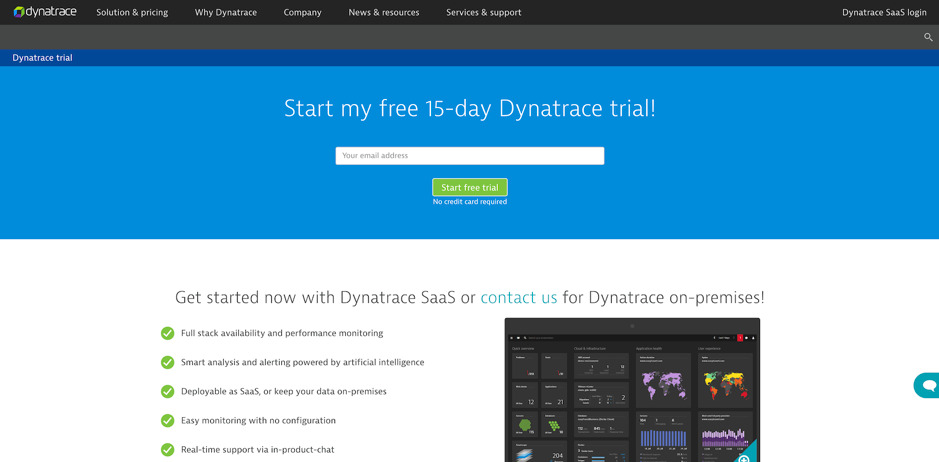 dynatrace
Solution & pricing
Why Dynatrace
Company
News & resources
Services & support
Dynatrace SaaS login
Dynatrace trial
Start my free 15-day Dynatrace trial!
Your email address
Start free trial
No credit card required
Get started now with Dynatrace SaaS or contact us for Dynatrace on-premises!
Full stack availability and performance monitoring
Smart analysis and alerting powered by artificial intelligence
Deployable as SaaS, or keep your data on-premises
Easy monitoring with no configuration
Real-time support via in-product-chat
12
21
2
204